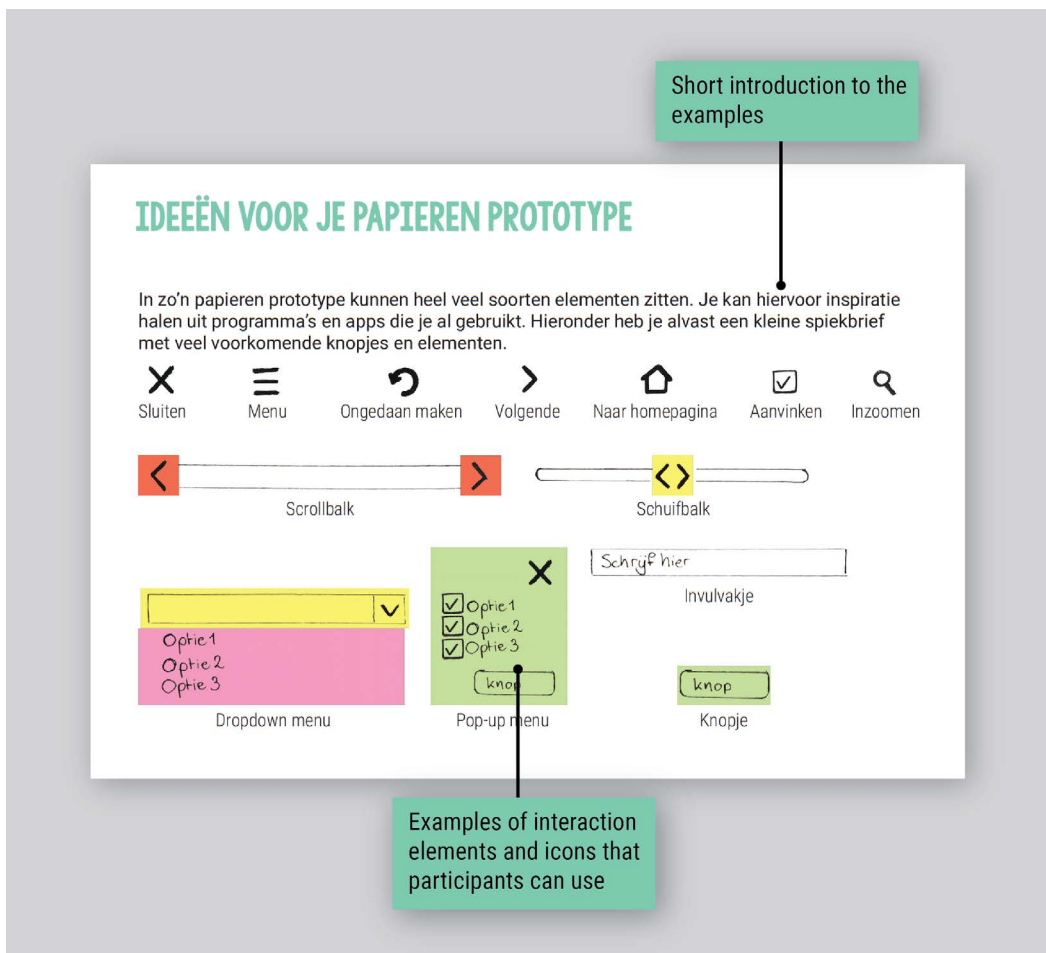 Short introduction to the
examples
IDEEËN VOOR JE PAPIEREN PROTOTYPE
In zo'n papieren prototype kunnen heel veel soorten elementen zitten. Je kan hiervoor inspiratie
halen uit programma's en apps die je al gebruikt. Hieronder heb je alvast een kleine spiekbrief
met veel voorkomende knopjes en elementen.
Sluiten Menu Ongedaan maken Volgende Naar homepagina Aanvinken Inzoomen
Scrollbalk Schuifbalk
Optie 1
Optie 2
Optie 3
Dropdown menu
Optie 1
Optie 2
Optie 3
knop
Pop-up menu
Schrijf hier
Invulvakje
knop
Knopje
Examples of interaction
elements and icons that
participants can use